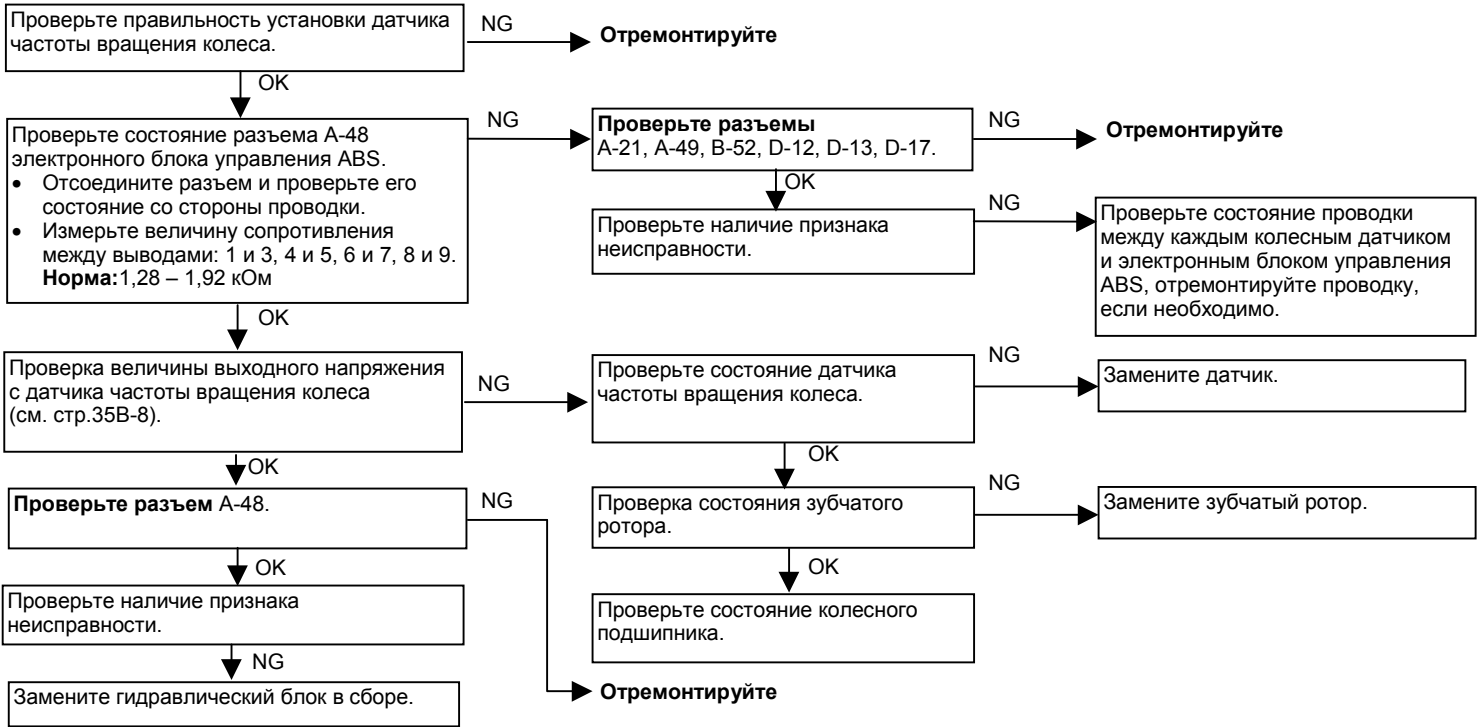 Проверьте правильность установки датчика
частоты вращения колеса.
NG
Отремонтируйте
OK
Проверьте состояние разъема А-48
электронного блока управления ABS.
• Отсоедините разъем и проверьте его
состояние со стороны проводки.
• Измерьте величину сопротивления
между выводами: 1 и 3, 4 и 5, 6 и 7, 8 и 9.
Норма:1,28 – 1,92 кОм
NG
Проверьте разъемы
А-21, А-49, В-52, D-12, D-13, D-17.
NG
Отремонтируйте
OK
Проверьте наличие признака
неисправности.
NG
Проверьте состояние проводки
между каждым колесным датчиком
и электронным блоком управления
ABS, отремонтируйте проводку,
если необходимо.
OK
Проверка величины выходного напряжения
с датчика частоты вращения колеса
(см. стр.35В-8).
NG
Проверьте состояние датчика
частоты вращения колеса.
NG
Замените датчик.
OK
OK
Проверьте разъем А-48.
NG
Проверка состояния зубчатого
ротора.
NG
Замените зубчатый ротор.
OK
OK
Проверьте наличие признака
неисправности.
Проверьте состояние колесного
подшипника.
NG
Замените гидравлический блок в сборе.
Отремонтируйте